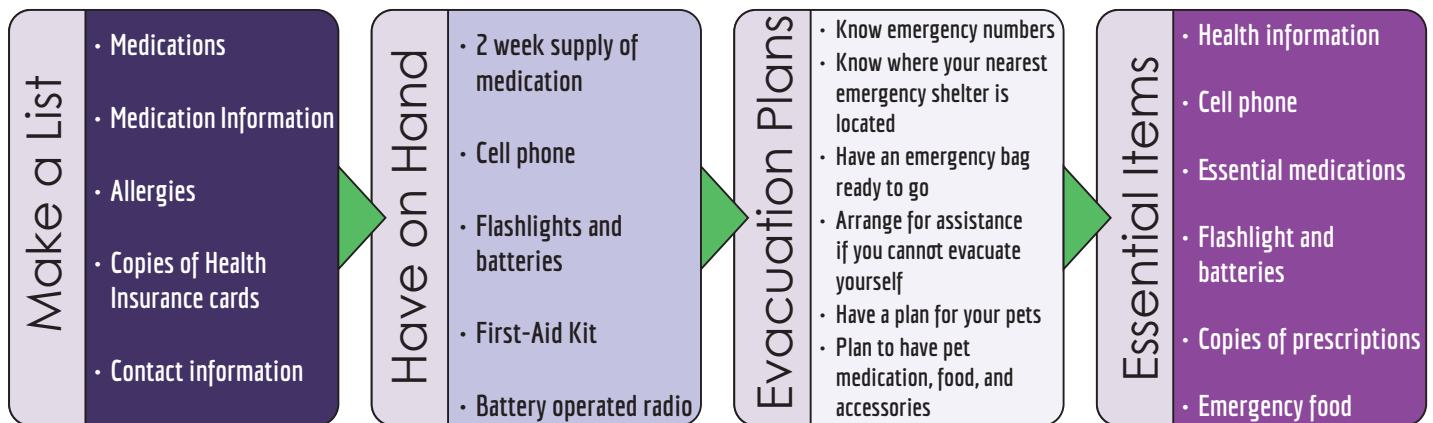 Make a List
• Medications
• Medication Information
• Allergies
• Copies of Health
Insurance cards
• Contact information
Have on Hand
• 2 week supply of
medication
• Cell phone
• Flashlights and
batteries
• First-Aid Kit
• Battery operated radio
Evacuation Plans
• Know emergency numbers
• Know where your nearest
emergency shelter is
located
• Have an emergency bag
ready to go
• Arrange for assistance
if you cannot evacuate
yourself
• Have a plan for your pets
• Plan to have pet
medication, food, and
accessories
Essential Items
• Health information
• Cell phone
• Essential medications
• Flashlight and
batteries
• Copies of prescriptions
• Emergency food